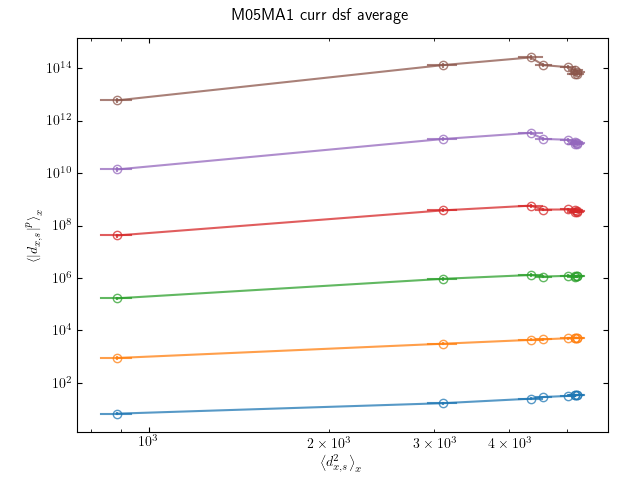 M05MA1 curr dsf average
10^14
10^12
10^10
10^8
10^6
10^4
10^2
⟨|d_{x,s}|^p⟩_x
10^3
2 × 10^3
3 × 10^3
4 × 10^3
⟨d_{x,s}^2⟩_x